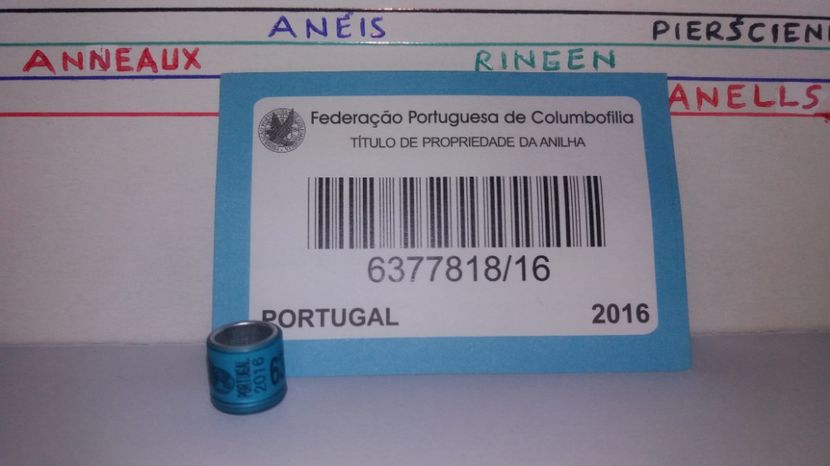 ANÉIS
PIERŚCIENI
ANNEAUX
RINGEN
ANELLS
Federação Portuguesa de Columbofilia
TÍTULO DE PROPRIEDADE DA ANILHA
6377818/16
PORTUGAL
2016
PORTUGAL
2016
6